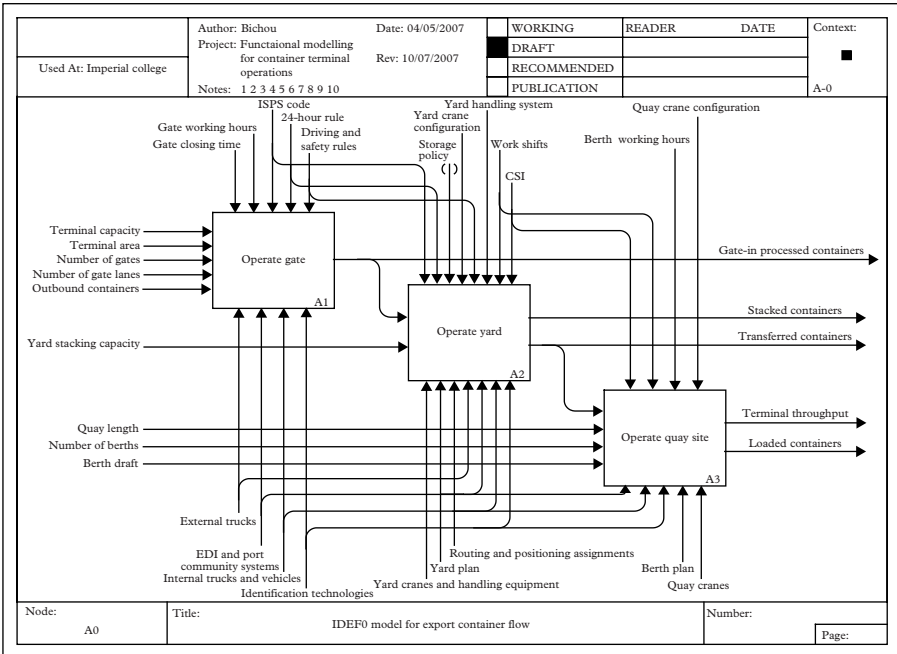 Used At: Imperial college
Author: Bichou
Date: 04/05/2007
Project: Functaional modelling
for container terminal
operations
Rev: 10/07/2007
Notes: 1 2 3 4 5 6 7 8 9 10
WORKING
DRAFT
RECOMMENDED
PUBLICATION
READER
DATE
Context:
A-0
ISPS code
24-hour rule
Driving and
safety rules
Gate working hours
Gate closing time
Yard handling system
Yard crane
configuration
Storage
policy
( )
Work shifts
CSI
Quay crane configuration
Berth working hours
Terminal capacity
Terminal area
Number of gates
Number of gate lanes
Outbound containers
Operate gate
A1
Gate-in processed containers
Yard stacking capacity
Operate yard
A2
Stacked containers
Transferred containers
Quay length
Number of berths
Berth draft
Operate quay site
A3
Terminal throughput
Loaded containers
External trucks
EDI and port
community systems
Internal trucks and vehicles
Identification technologies
Routing and positioning assignments
Yard plan
Yard cranes and handling equipment
Berth plan
Quay cranes
Node:
A0
Title:
IDEF0 model for export container flow
Number:
Page: